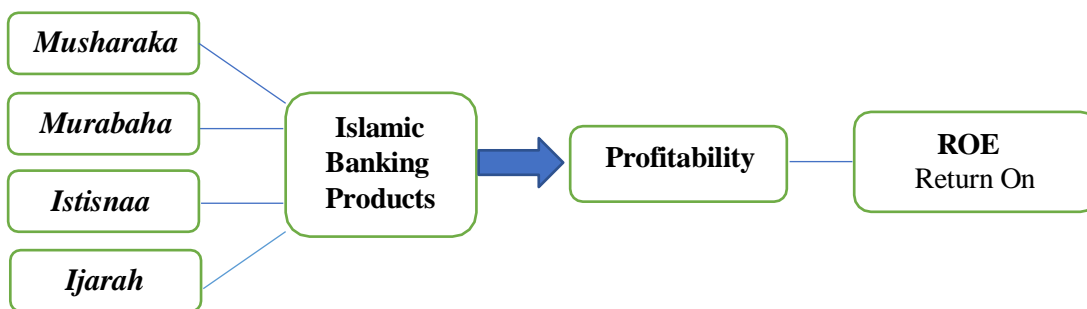 Musharaka
Murabaha
Istisnaa
Ijarah
Islamic
Banking
Products
Profitability
ROE
Return On